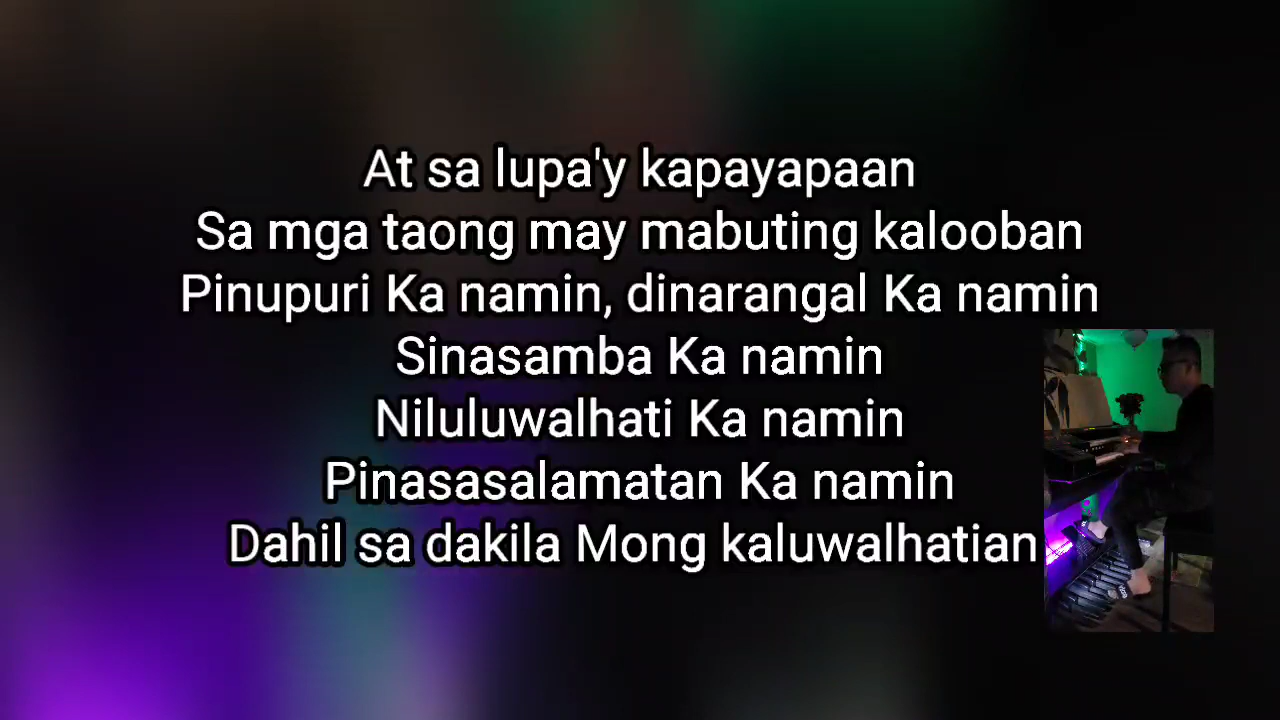 At sa lupa'y kapayapaan
Sa mga taong may mabuting kalooban
Pinupuri Ka namin, dinarangal Ka namin
Sinasamba Ka namin
Niluluwalhati Ka namin
Pinasasalamatan Ka namin
Dahil sa dakila Mong kaluwalhatian